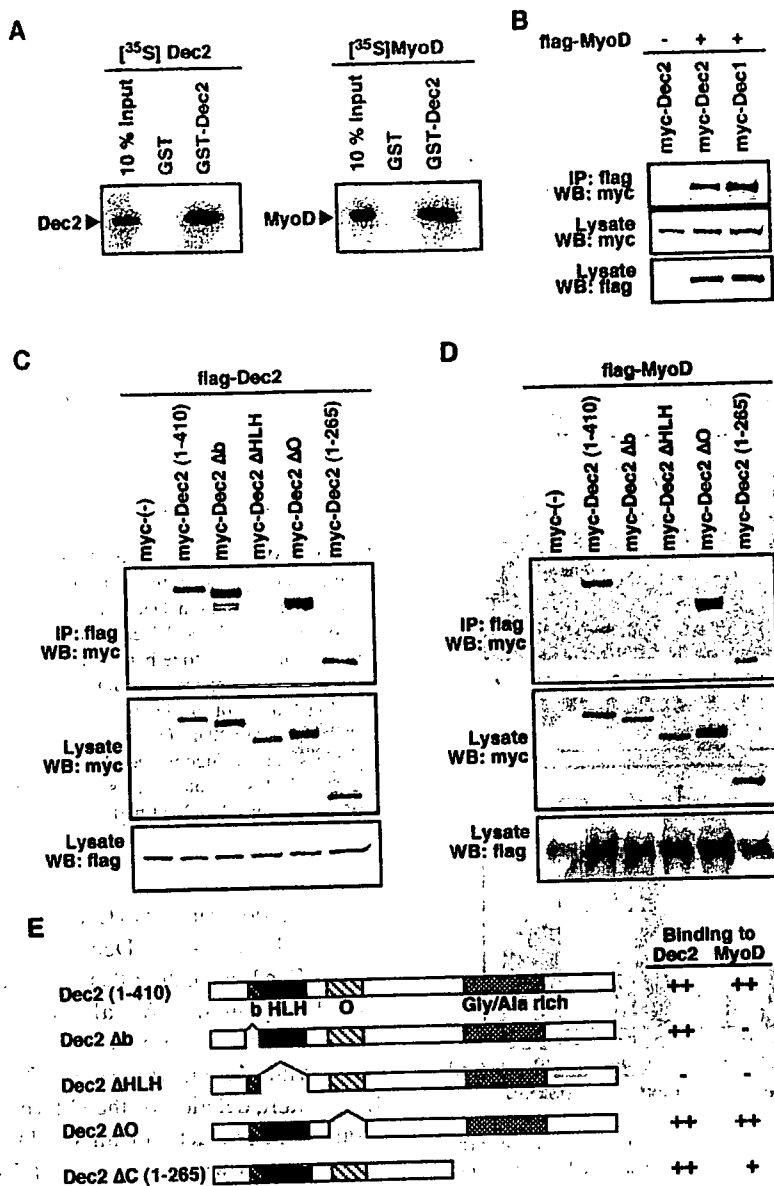 A
[³⁵S] Dec2
10 % Input
GST
GST-Dec2
Dec2
[³⁵S]MyoD
10 % Input
GST
GST-Dec2
MyoD
B
flag-MyoD - + +
myc-Dec2
myc-Dec2
myc-Dec1
IP: flag
WB: myc
Lysate
WB: myc
Lysate
WB: flag
C
flag-Dec2
myc-(-)
myc-Dec2 (1-410)
myc-Dec2 Δb
myc-Dec2 ΔHLH
myc-Dec2 ΔO
myc-Dec2 (1-265)
IP: flag
WB: myc
Lysate
WB: myc
Lysate
WB: flag
D
flag-MyoD
myc-(-)
myc-Dec2 (1-410)
myc-Dec2 Δb
myc-Dec2 ΔHLH
myc-Dec2 ΔO
myc-Dec2 (1-265)
IP: flag
WB: myc
Lysate
WB: myc
Lysate
WB: flag
E
Binding to
Dec2 MyoD
Dec2 (1-410) ++ ++
b HLH O Gly/Ala rich
Dec2 Δb ++ -
Dec2 ΔHLH - -
Dec2 ΔO ++ ++
Dec2 ΔC (1-265) ++ +